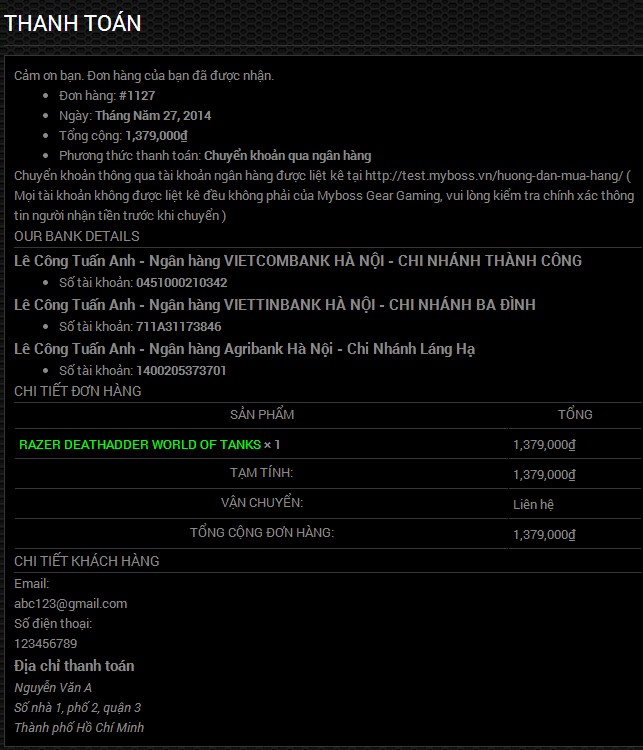 THANH TOÁN
Cảm ơn bạn. Đơn hàng của bạn đã được nhận.
Đơn hàng: #1127
Ngày: Tháng Năm 27, 2014
Tổng cộng: 1,379,000₫
Phương thức thanh toán: Chuyển khoản qua ngân hàng
Chuyển khoản thông qua tài khoản ngân hàng được liệt kê tại http://test.myboss.vn/huong-dan-mua-hang/ (
Mọi tài khoản không được liệt kê đều không phải của Myboss Gear Gaming, vui lòng kiểm tra chính xác thông
tin người nhận tiền trước khi chuyển )
OUR BANK DETAILS
Lê Công Tuấn Anh - Ngân hàng VIETCOMBANK HÀ NỘI - CHI NHÁNH THÀNH CÔNG
Số tài khoản: 0451000210342
Lê Công Tuấn Anh - Ngân hàng VIETTINBANK HÀ NỘI - CHI NHÁNH BA ĐÌNH
Số tài khoản: 711A31173846
Lê Công Tuấn Anh - Ngân hàng Agribank Hà Nội - Chi Nhánh Láng Hạ
Số tài khoản: 1400205373701
CHI TIẾT ĐƠN HÀNG
SẢN PHẨM TỔNG
RAZER DEATHADDER WORLD OF TANKS × 1 1,379,000₫
TẠM TÍNH: 1,379,000₫
VẬN CHUYỂN: Liên hệ
TỔNG CỘNG ĐƠN HÀNG: 1,379,000₫
CHI TIẾT KHÁCH HÀNG
Email:
abc123@gmail.com
Số điện thoại:
123456789
Địa chỉ thanh toán
Nguyễn Văn A
Số nhà 1, phố 2, quận 3
Thành phố Hồ Chí Minh